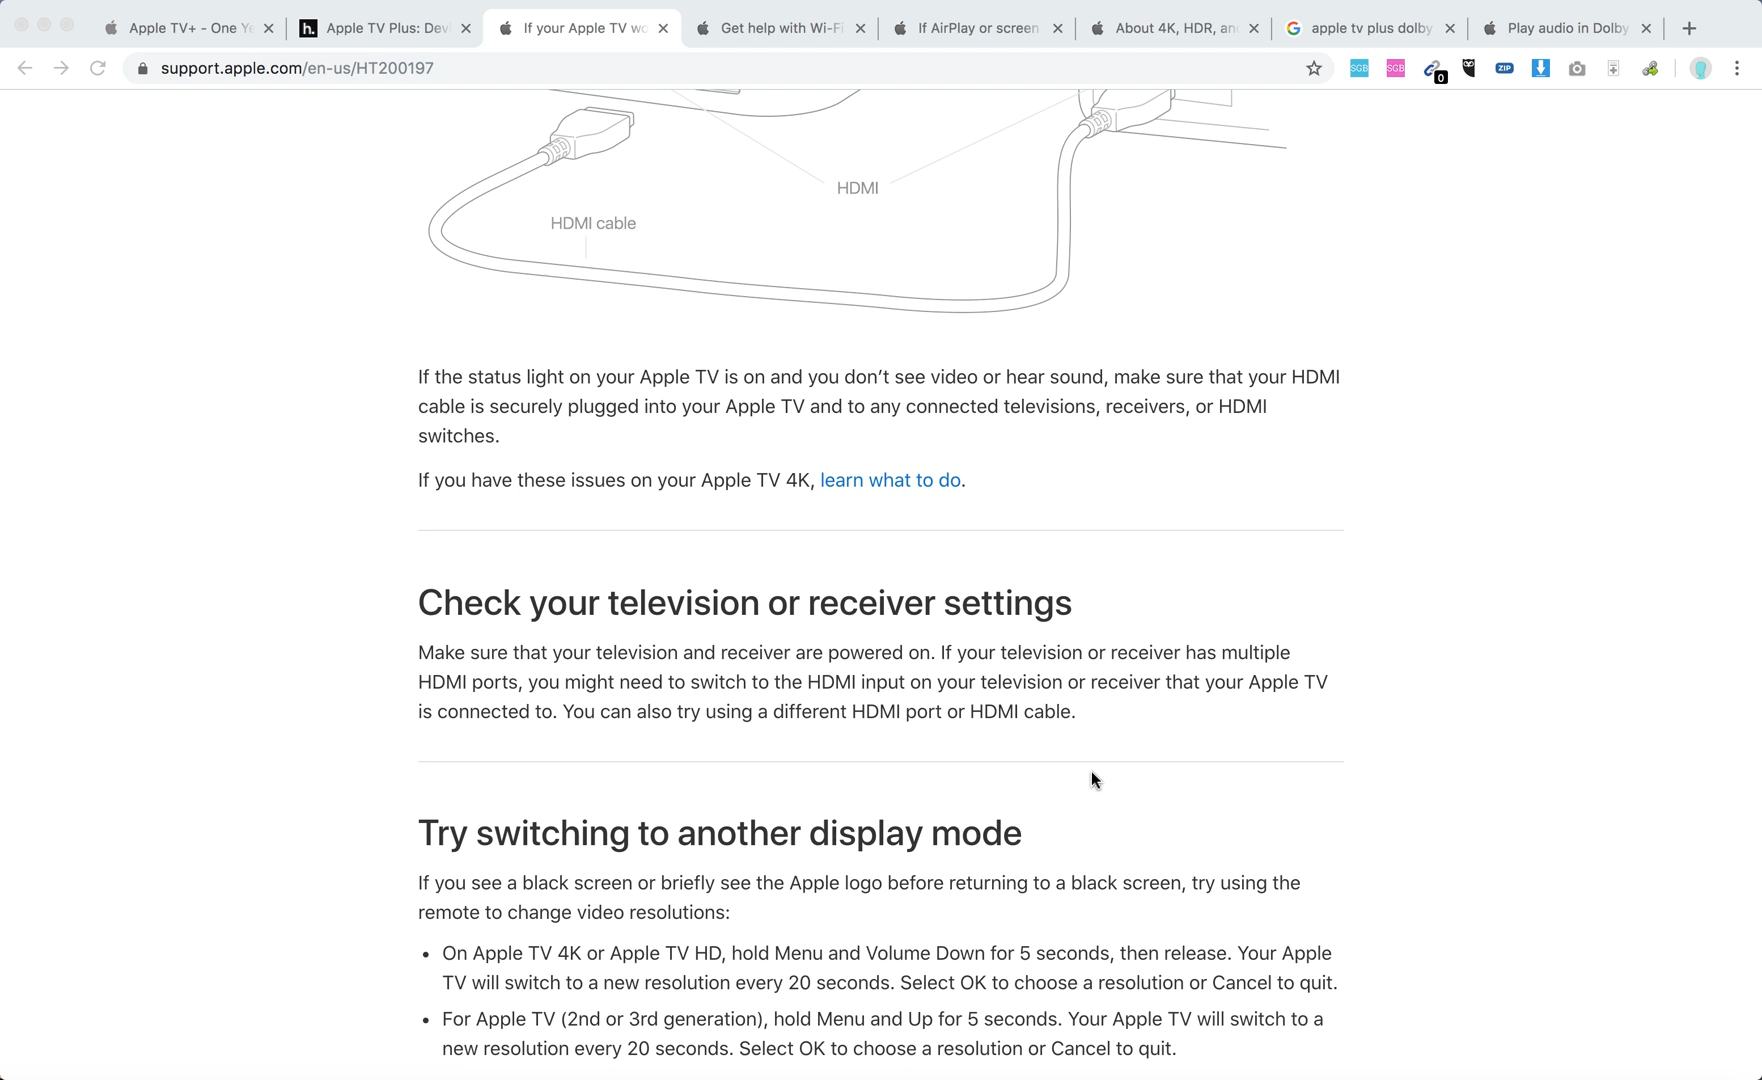 Apple TV+ - One Ye
Apple TV Plus: Devi
If your Apple TV wo
Get help with Wi-Fi
If AirPlay or screen
About 4K, HDR, an
apple tv plus dolby
Play audio in Dolby
support.apple.com/en-us/HT200197
SGB
SGB
0
ZIP
HDMI
HDMI cable
If the status light on your Apple TV is on and you don’t see video or hear sound, make sure that your HDMI
cable is securely plugged into your Apple TV and to any connected televisions, receivers, or HDMI
switches.
If you have these issues on your Apple TV 4K, learn what to do.
Check your television or receiver settings
Make sure that your television and receiver are powered on. If your television or receiver has multiple
HDMI ports, you might need to switch to the HDMI input on your television or receiver that your Apple TV
is connected to. You can also try using a different HDMI port or HDMI cable.
Try switching to another display mode
If you see a black screen or briefly see the Apple logo before returning to a black screen, try using the
remote to change video resolutions:
• On Apple TV 4K or Apple TV HD, hold Menu and Volume Down for 5 seconds, then release. Your Apple
TV will switch to a new resolution every 20 seconds. Select OK to choose a resolution or Cancel to quit.
• For Apple TV (2nd or 3rd generation), hold Menu and Up for 5 seconds. Your Apple TV will switch to a
new resolution every 20 seconds. Select OK to choose a resolution or Cancel to quit.